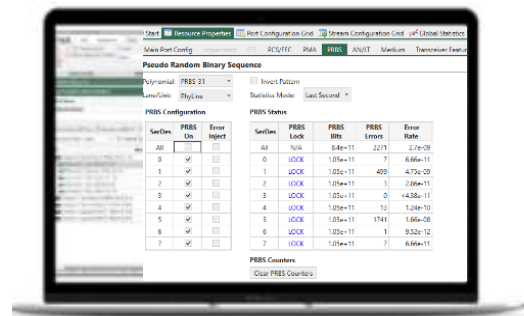 Start Resource Properties Port Configuration Grid Stream Configuration Grid Global Statistics
Main Port Config PCS/FEC PMA PRBS AN/LT Medium Transceiver Featur
Pseudo Random Binary Sequence
Polynomial: PRBS-31 Invert Pattern
Lane/Link: PhyLine Statistics Mode: Last Second
PRBS Configuration PRBS Status
SerDes PRBS On Error Inject SerDes PRBS Lock PRBS Bits PRBS Errors Error Rate
All All N/A 8.4e+11 2271 2.7e-09
0 0 LOCK 1.05e+11 7 6.66e-11
1 1 LOCK 1.05e+11 499 4.75e-09
2 2 LOCK 1.05e+11 3 2.86e-11
3 3 LOCK 1.05e+11 0 <4.38e-11
4 4 LOCK 1.05e+11 13 1.24e-10
5 5 LOCK 1.05e+11 1741 1.66e-08
6 6 LOCK 1.05e+11 1 9.52e-12
7 7 LOCK 1.05e+11 7 6.66e-11
PRBS Counters
Clear PRBS Counters